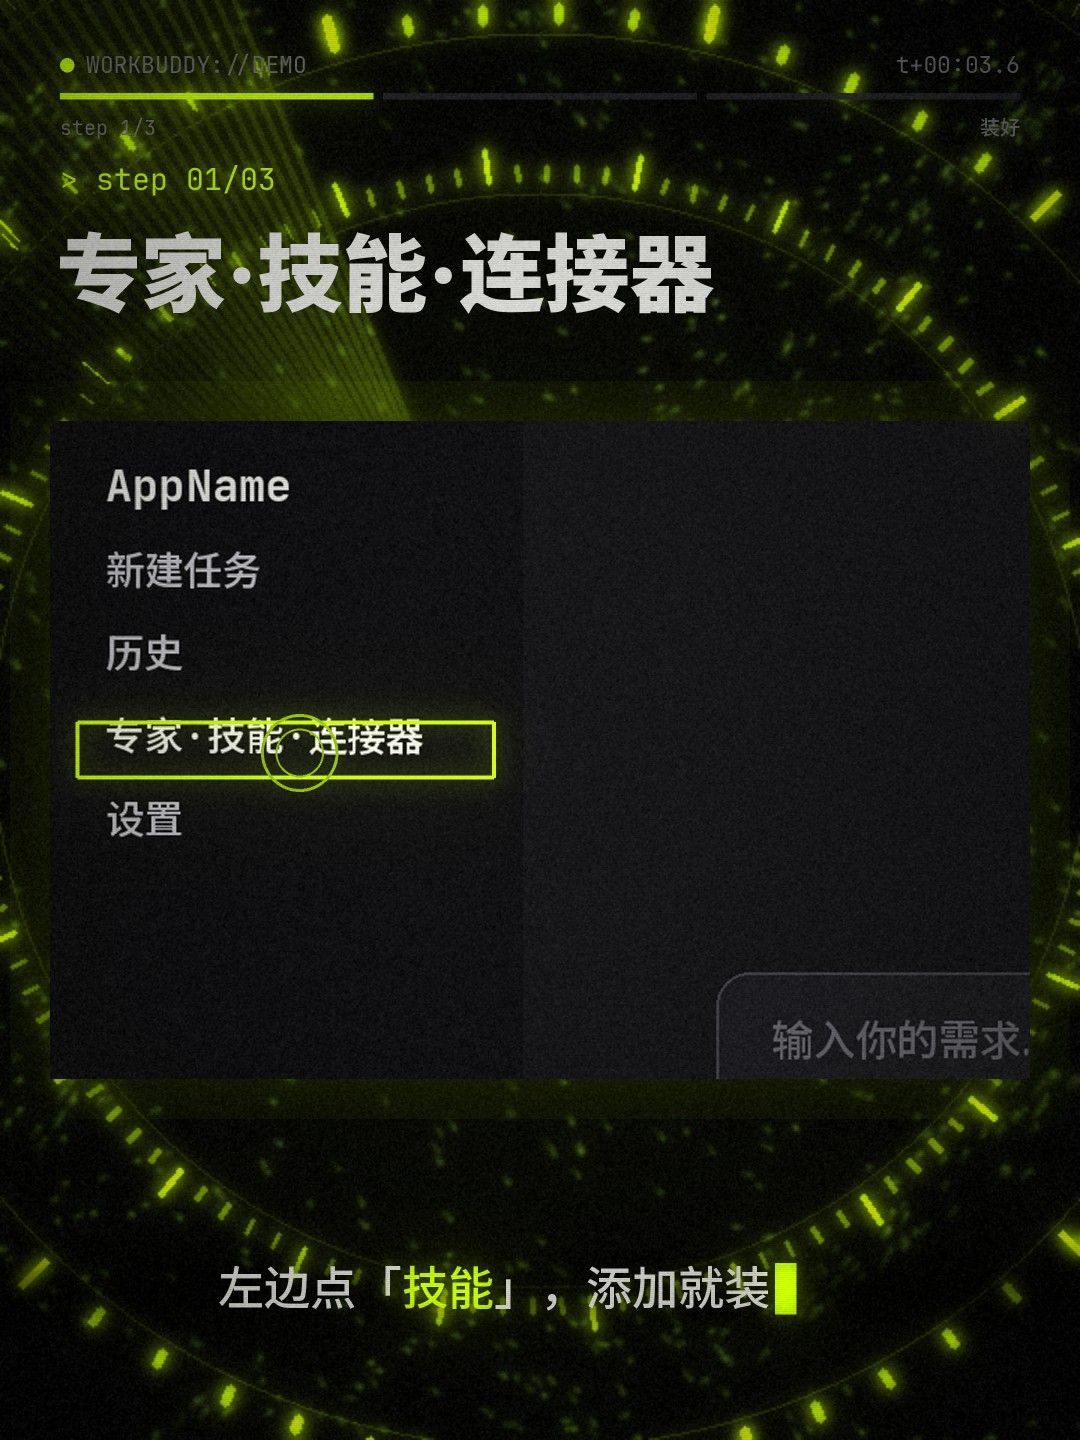 WORKBUDDY://DEMO
t+00:03.6
step 1/3
装好
> step 01/03
专家·技能·连接器
AppName
新建任务
历史
专家·技能·连接器
设置
输入你的需求.
左边点「技能」，添加就装